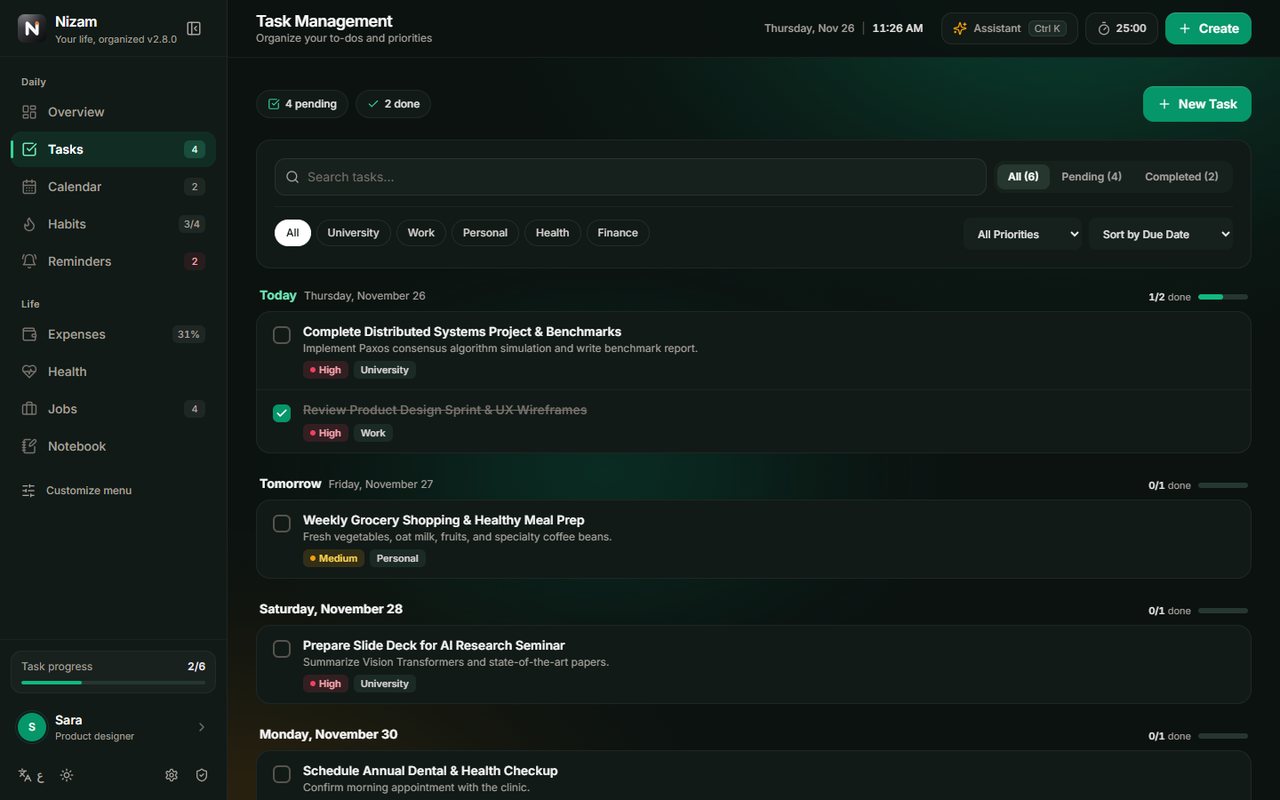 Nizam
Your life, organized v2.8.0
Daily
Overview
Tasks 4
Calendar 2
Habits 3/4
Reminders 2
Life
Expenses 31%
Health
Jobs 4
Notebook
Customize menu
Task progress 2/6
S
Sara
Product designer
ع
Task Management
Organize your to-dos and priorities
Thursday, Nov 26 | 11:26 AM
Assistant Ctrl K
25:00
+ Create
4 pending
2 done
+ New Task
Search tasks...
All (6) Pending (4) Completed (2)
All University Work Personal Health Finance
All Priorities Sort by Due Date
Today Thursday, November 26 1/2 done
Complete Distributed Systems Project & Benchmarks
Implement Paxos consensus algorithm simulation and write benchmark report.
High University
Review Product Design Sprint & UX Wireframes
High Work
Tomorrow Friday, November 27 0/1 done
Weekly Grocery Shopping & Healthy Meal Prep
Fresh vegetables, oat milk, fruits, and specialty coffee beans.
Medium Personal
Saturday, November 28 0/1 done
Prepare Slide Deck for AI Research Seminar
Summarize Vision Transformers and state-of-the-art papers.
High University
Monday, November 30 0/1 done
Schedule Annual Dental & Health Checkup
Confirm morning appointment with the clinic.